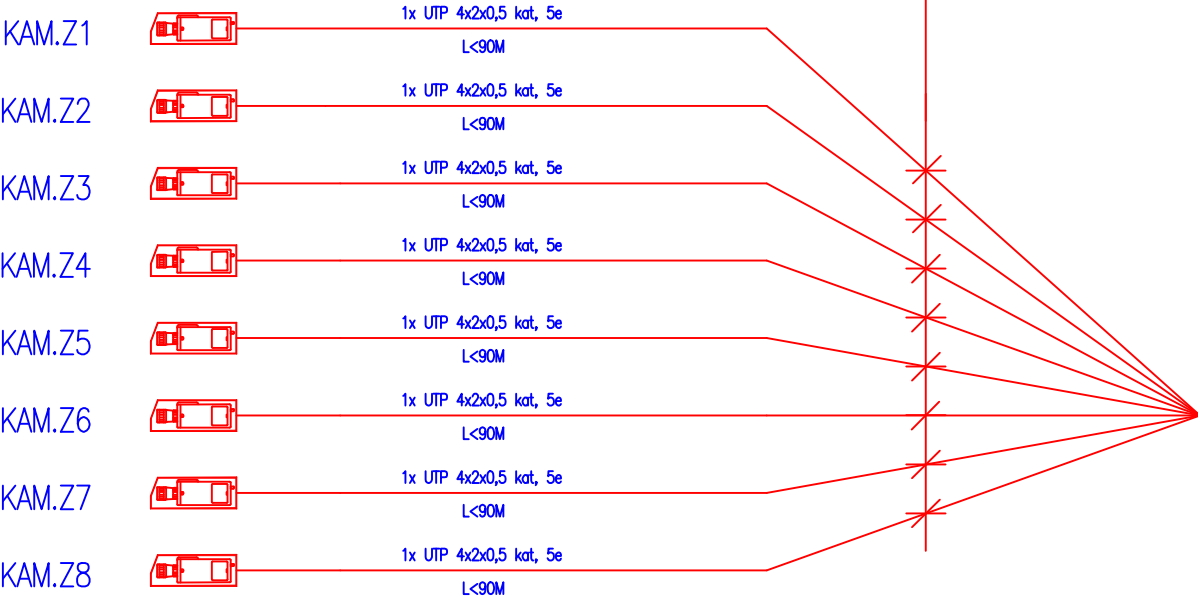 1x UTP 4x2x0,5 kat, 5e
KAM.Z1
L<90M
1x UTP 4x2x0,5 kat, 5e
KAM.Z2
L<90M
1x UTP 4x2x0,5 kat, 5e
KAM.Z3
L<90M
1x UTP 4x2x0,5 kat, 5e
KAM.Z4
L<90M
1x UTP 4x2x0,5 kat, 5e
KAM.Z5
L<90M
1x UTP 4x2x0,5 kat, 5e
KAM.Z6
L<90M
1x UTP 4x2x0,5 kat, 5e
KAM.Z7
L<90M
1x UTP 4x2x0,5 kat, 5e
KAM.Z8
L<90M